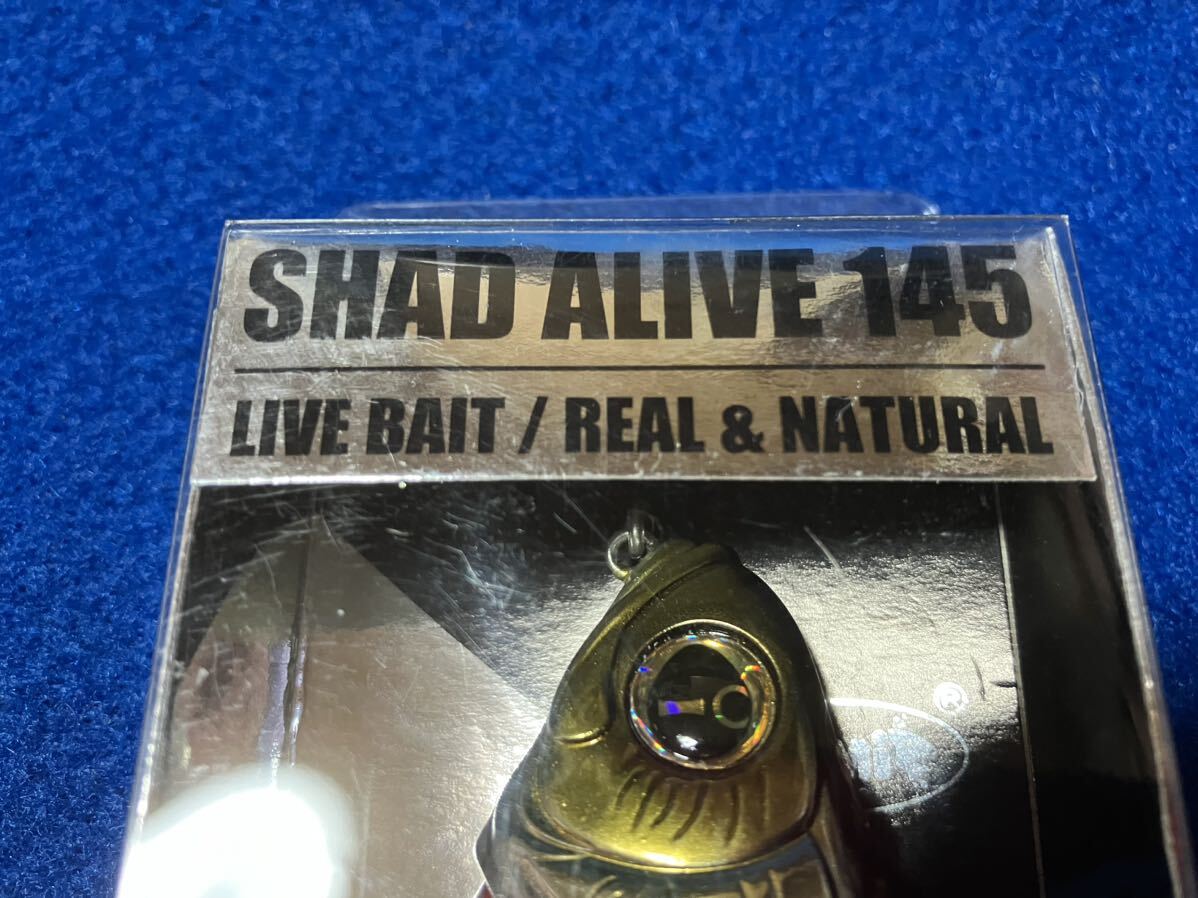 SHAD ALIVE 145
LIVE BAIT / REAL & NATURAL
®